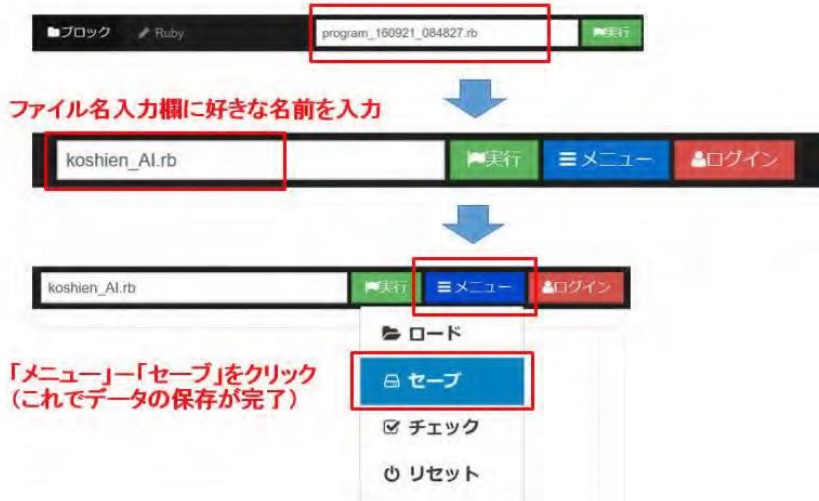 ブロック Ruby program_160921_084827.rb 実行
ファイル名入力欄に好きな名前を入力
koshien_AI.rb 実行 メニュー ログイン
koshien_AI.rb 実行 メニュー ログイン
ロード
「メニュー」－「セーブ」をクリック
(これでデータの保存が完了)
セーブ
チェック
リセット